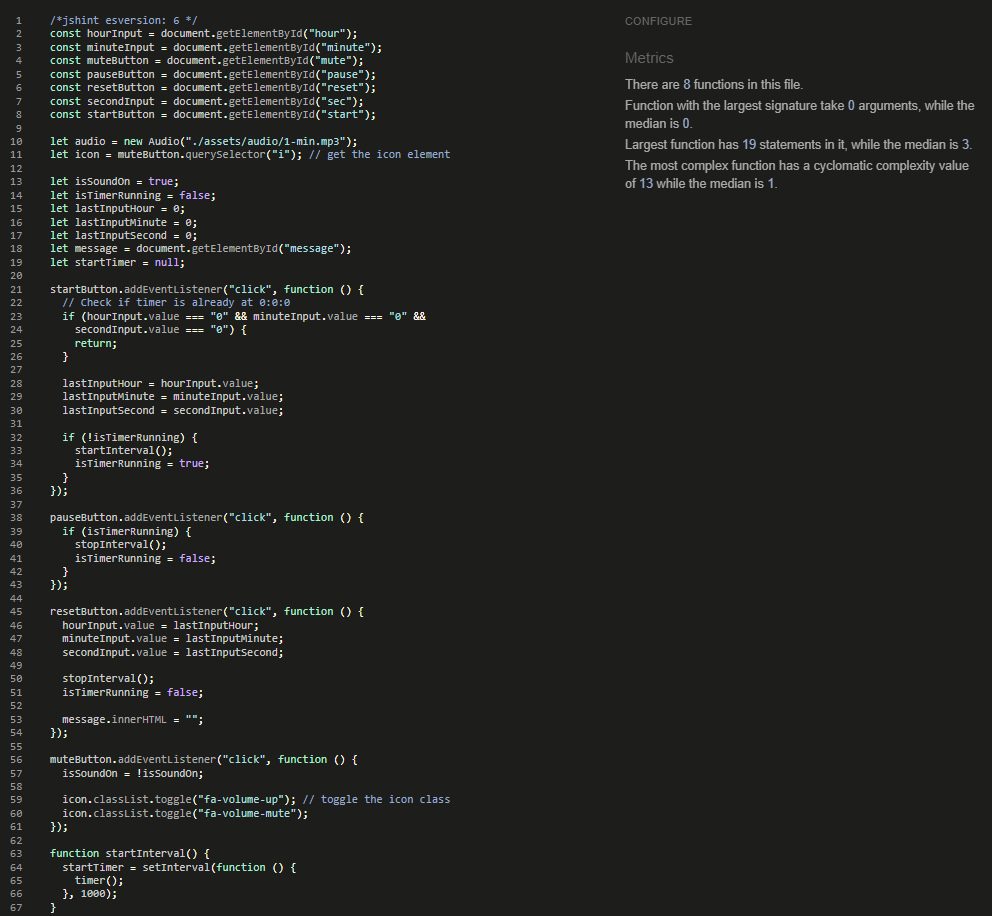 1 /*jshint esversion: 6 */
2 const hourInput = document.getElementById("hour");
3 const minuteInput = document.getElementById("minute");
4 const muteButton = document.getElementById("mute");
5 const pauseButton = document.getElementById("pause");
6 const resetButton = document.getElementById("reset");
7 const secondInput = document.getElementById("sec");
8 const startButton = document.getElementById("start");
9
10 let audio = new Audio("./assets/audio/1-min.mp3");
11 let icon = muteButton.querySelector("i"); // get the icon element
12
13 let isSoundOn = true;
14 let isTimerRunning = false;
15 let lastInputHour = 0;
16 let lastInputMinute = 0;
17 let lastInputSecond = 0;
18 let message = document.getElementById("message");
19 let startTimer = null;
20
21 startButton.addEventListener("click", function () {
22   // Check if timer is already at 0:0:0
23   if (hourInput.value === "0" && minuteInput.value === "0" &&
24     secondInput.value === "0") {
25     return;
26   }
27
28   lastInputHour = hourInput.value;
29   lastInputMinute = minuteInput.value;
30   lastInputSecond = secondInput.value;
31
32   if (!isTimerRunning) {
33     startInterval();
34     isTimerRunning = true;
35   }
36 });
37
38 pauseButton.addEventListener("click", function () {
39   if (isTimerRunning) {
40     stopInterval();
41     isTimerRunning = false;
42   }
43 });
44
45 resetButton.addEventListener("click", function () {
46   hourInput.value = lastInputHour;
47   minuteInput.value = lastInputMinute;
48   secondInput.value = lastInputSecond;
49
50   stopInterval();
51   isTimerRunning = false;
52
53   message.innerHTML = "";
54 });
55
56 muteButton.addEventListener("click", function () {
57   isSoundOn = !isSoundOn;
58
59   icon.classList.toggle("fa-volume-up"); // toggle the icon class
60   icon.classList.toggle("fa-volume-mute");
61 });
62
63 function startInterval() {
64   startTimer = setInterval(function () {
65     timer();
66   }, 1000);
67 }
CONFIGURE
Metrics
There are 8 functions in this file.
Function with the largest signature take 0 arguments, while the
median is 0.
Largest function has 19 statements in it, while the median is 3.
The most complex function has a cyclomatic complexity value
of 13 while the median is 1.